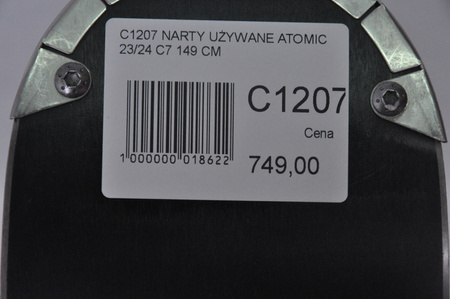 C1207 NARTY UŻYWANE ATOMIC
23/24 C7 149 CM
C1207
Cena
1 000000 018622
749,00